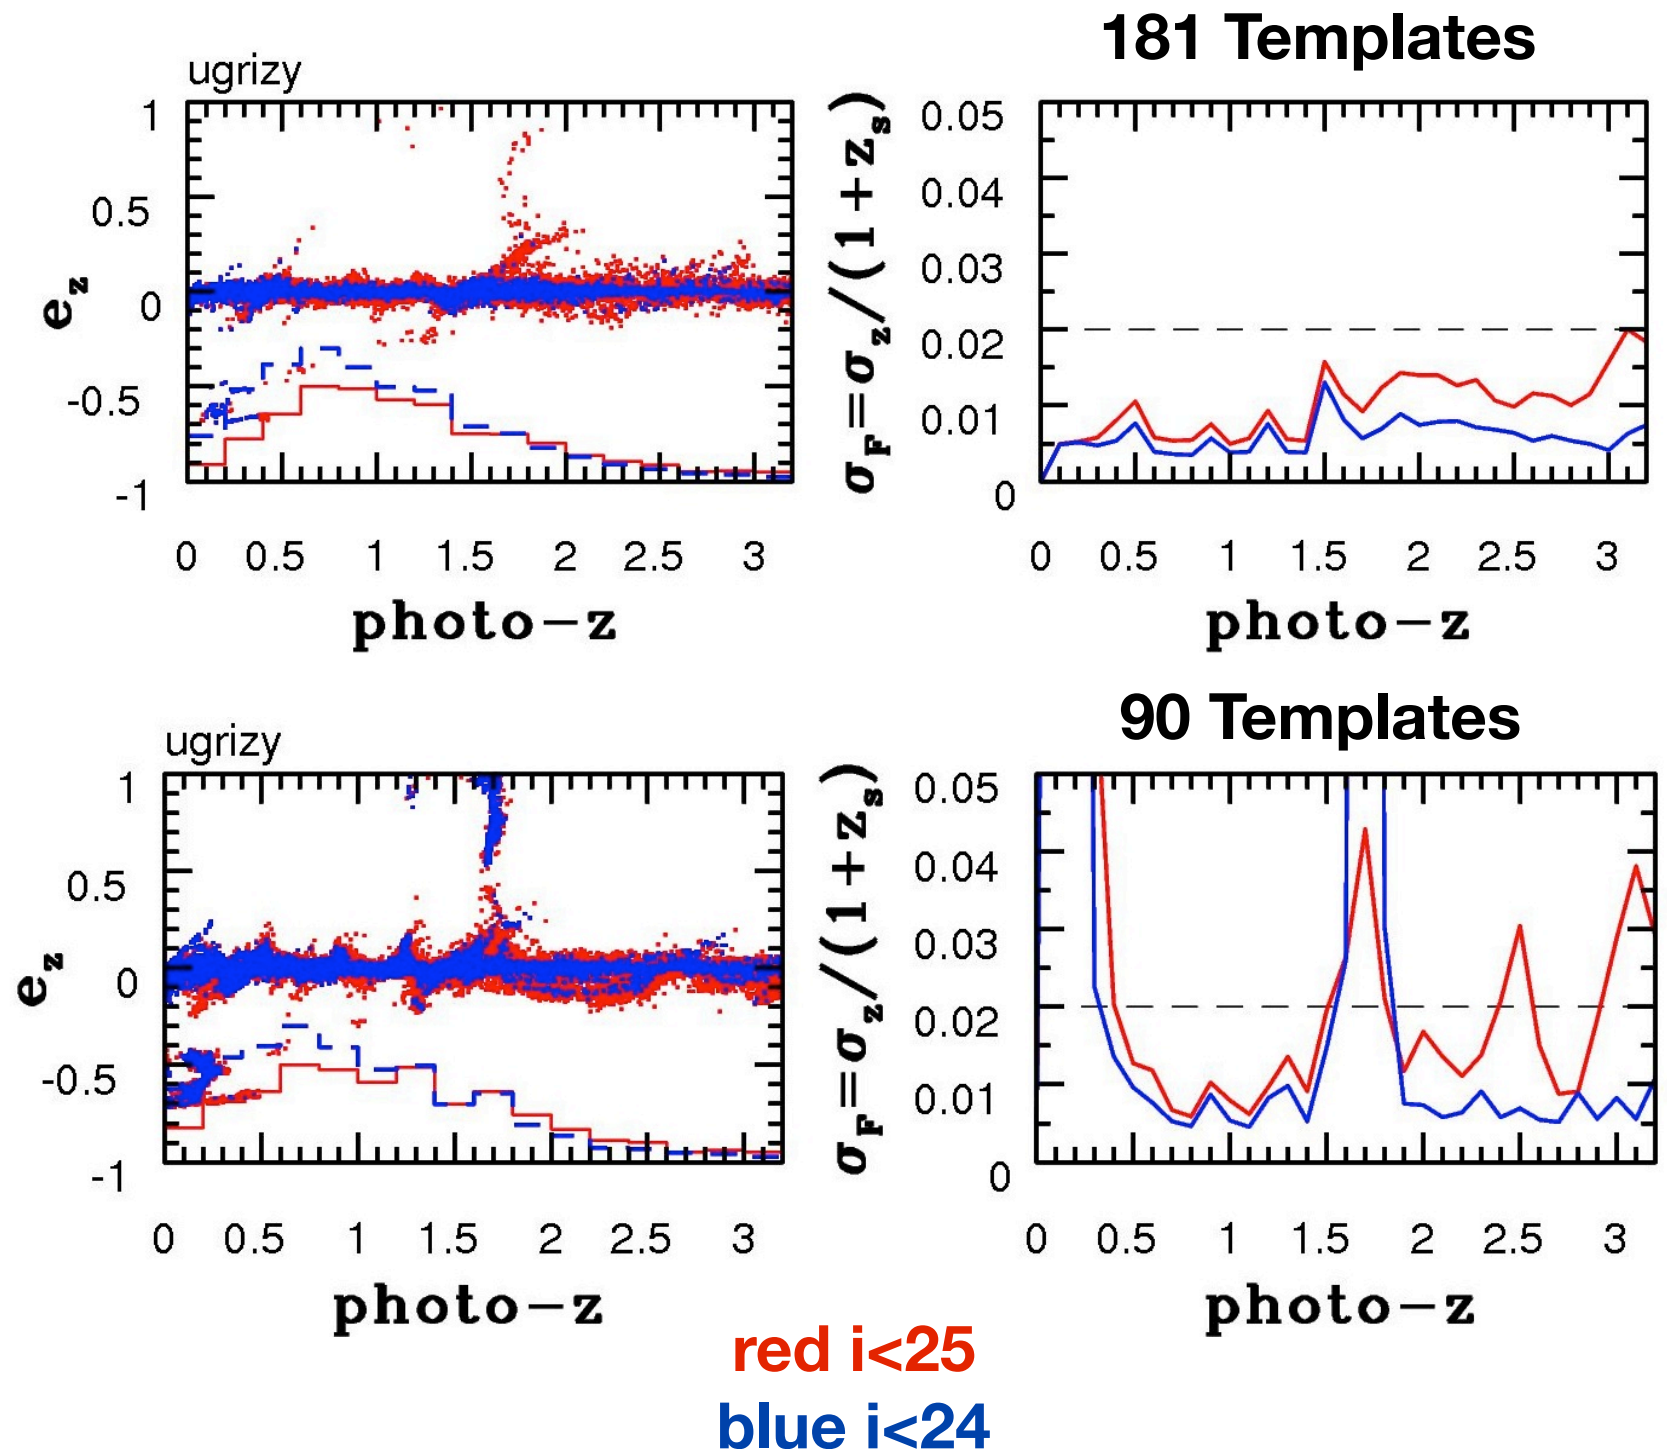 181 Templates
ugrizy
1
0.5
0
-0.5
-1
e_z
0 0.5 1 1.5 2 2.5 3
photo-z
0.05
0.04
0.03
0.02
0.01
0
σ_F=σ_z/(1+z_s)
0 0.5 1 1.5 2 2.5 3
photo-z
90 Templates
ugrizy
1
0.5
0
-0.5
-1
e_z
0 0.5 1 1.5 2 2.5 3
photo-z
0.05
0.04
0.03
0.02
0.01
0
σ_F=σ_z/(1+z_s)
0 0.5 1 1.5 2 2.5 3
photo-z
red i<25
blue i<24